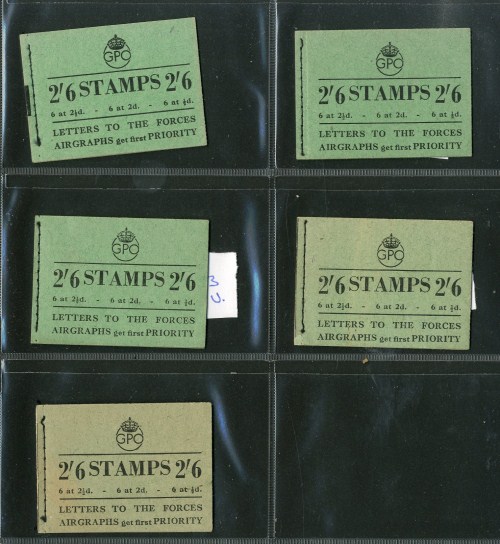 GPO
2/6 STAMPS 2/6
6 at 2½d. - 6 at 2d. - 6 at ½d.
LETTERS TO THE FORCES
AIRGRAPHS get first PRIORITY
GPO
2/6 STAMPS 2/6
6 at 2½d. - 6 at 2d. - 6 at ½d.
LETTERS TO THE FORCES
AIRGRAPHS get first PRIORITY
GPO
2/6 STAMPS 2/6
6 at 2½d. - 6 at 2d. - 6 at ½d.
LETTERS TO THE FORCES
AIRGRAPHS get first PRIORITY
3
U.
GPO
2/6 STAMPS 2/6
6 at 2½d. - 6 at 2d. - 6 at ½d.
LETTERS TO THE FORCES
AIRGRAPHS get first PRIORITY
GPO
2/6 STAMPS 2/6
6 at 2½d. - 6 at 2d. - 6 at ½d.
LETTERS TO THE FORCES
AIRGRAPHS get first PRIORITY